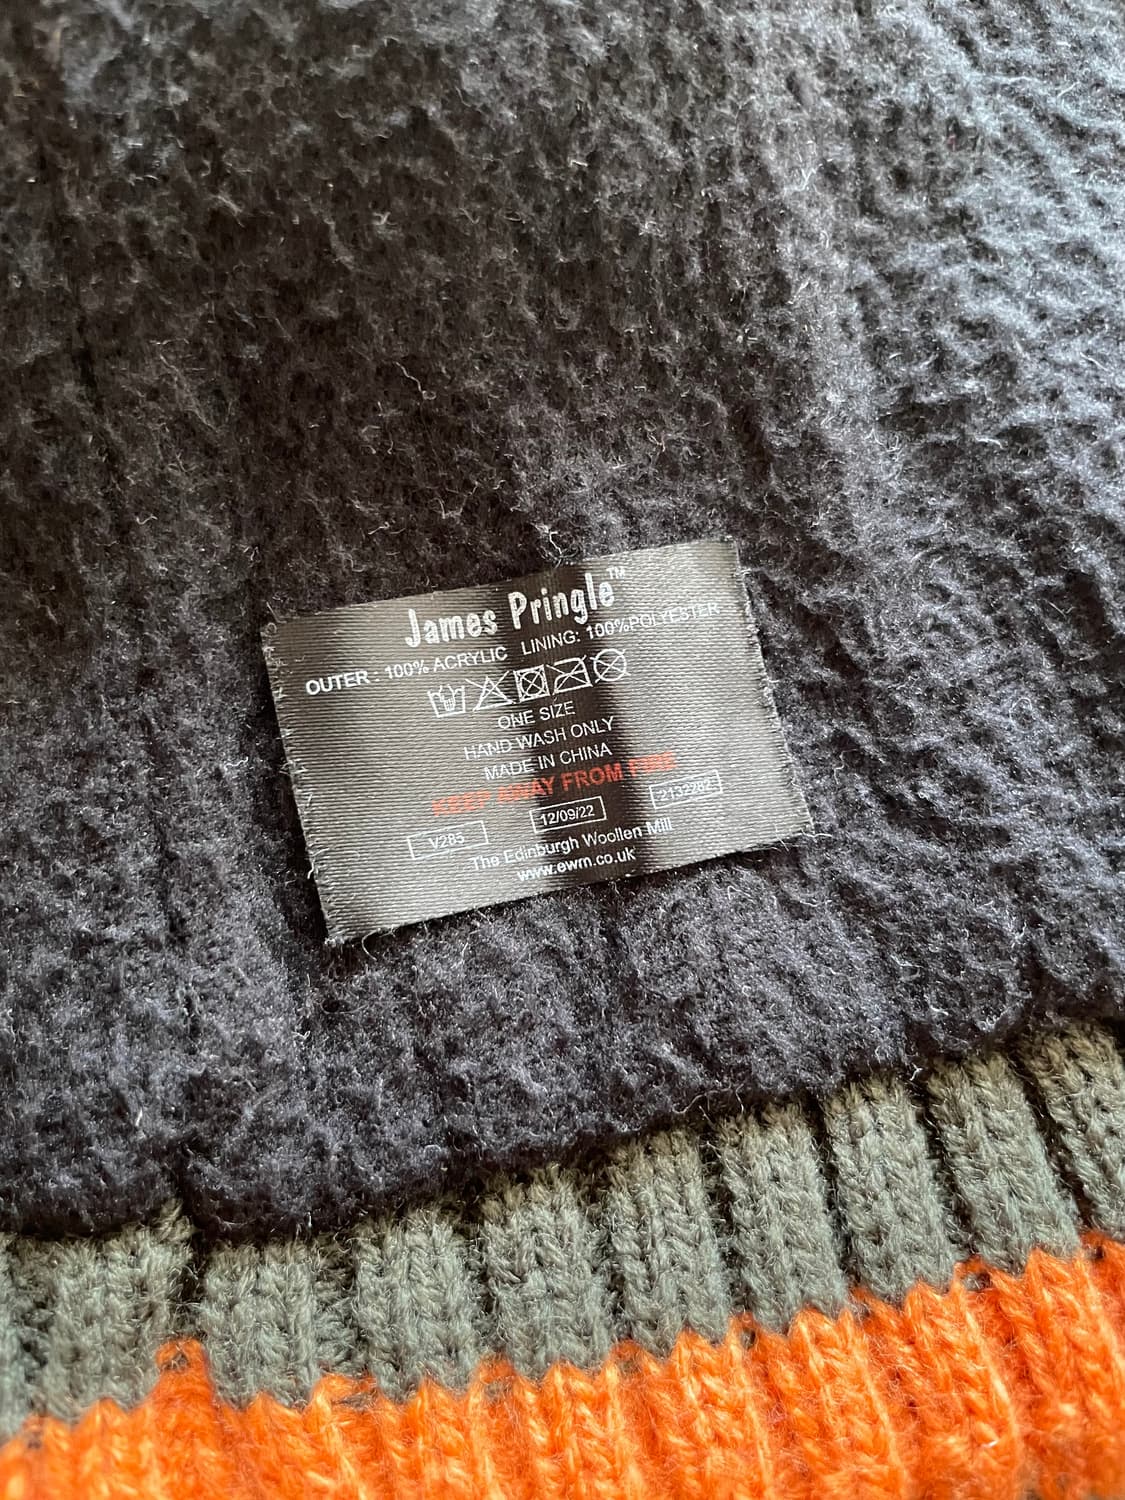 James Pringle™
OUTER : 100% ACRYLIC LINING: 100%POLYESTER
ONE SIZE
HAND WASH ONLY
MADE IN CHINA
KEEP AWAY FROM FIRE
V285 12/09/22 2132282
The Edinburgh Woollen Mill
www.ewm.co.uk